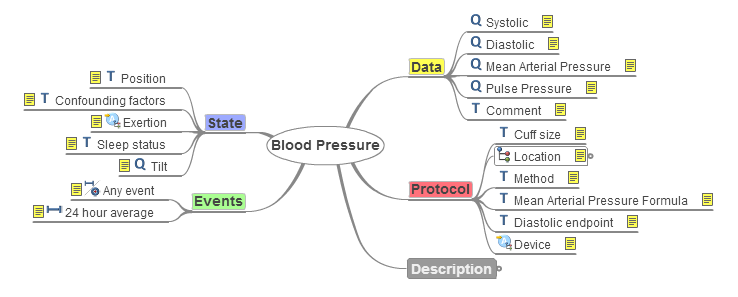 Blood Pressure
Data
Q Systolic
Q Diastolic
Q Mean Arterial Pressure
Q Pulse Pressure
T Comment
Protocol
T Cuff size
Location
T Method
T Mean Arterial Pressure Formula
T Diastolic endpoint
Device
Description
State
T Position
T Confounding factors
Exertion
T Sleep status
Q Tilt
Events
Any event
24 hour average